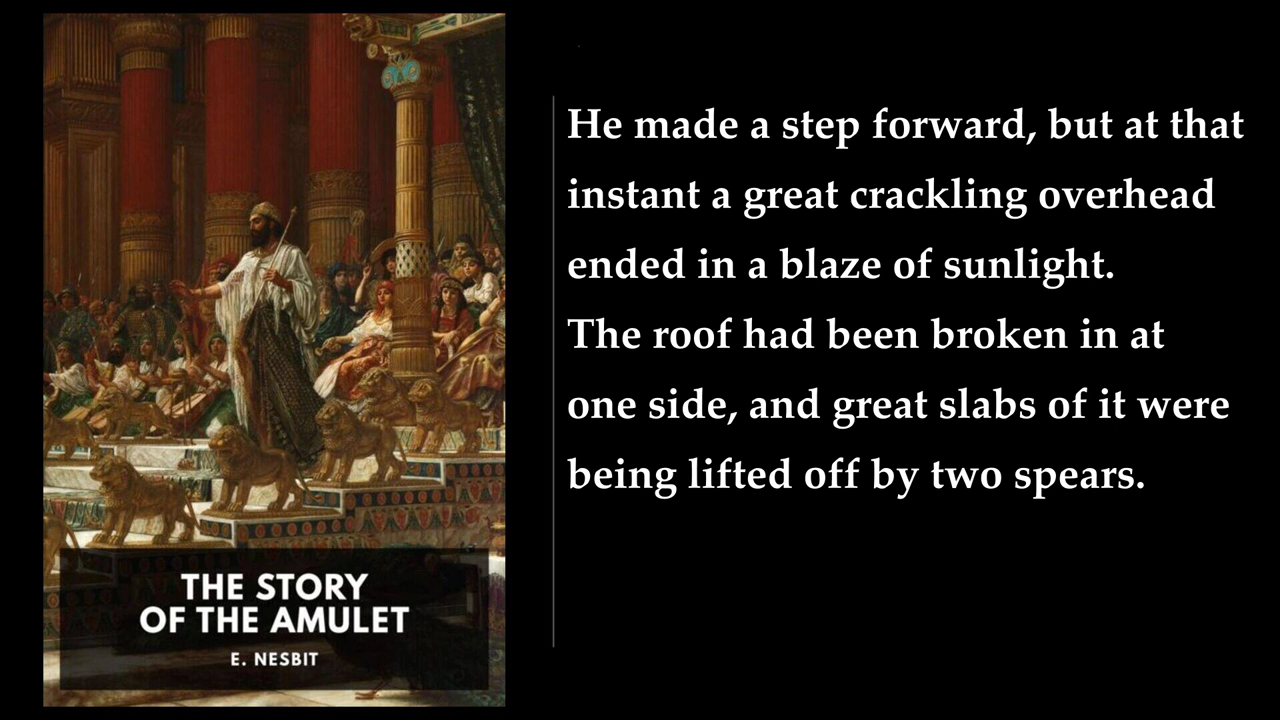 He made a step forward, but at that
instant a great crackling overhead
ended in a blaze of sunlight.
The roof had been broken in at
one side, and great slabs of it were
being lifted off by two spears.
THE STORY
OF THE AMULET
E. NESBIT